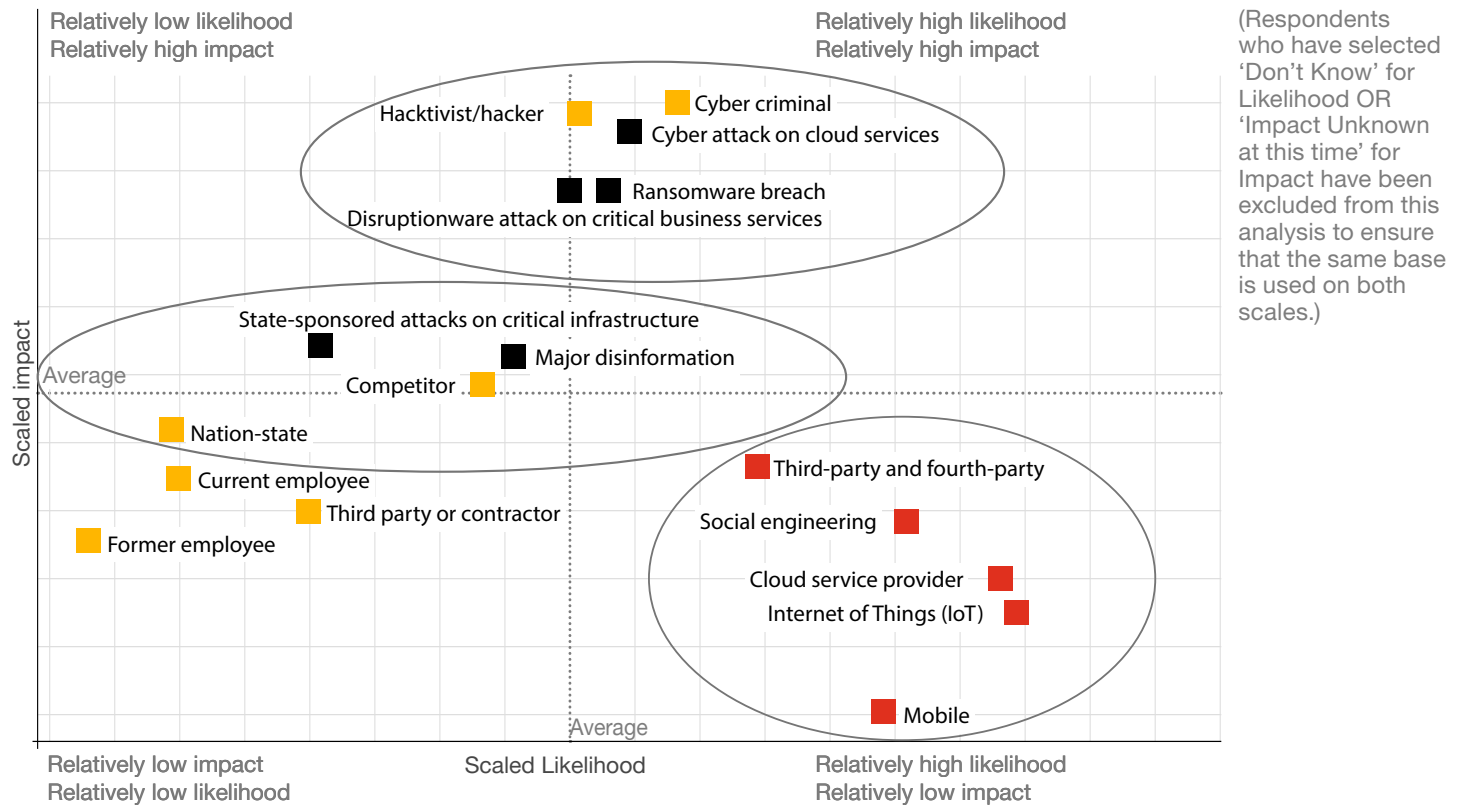 Relatively low likelihood
Relatively high impact
Relatively high likelihood
Relatively high impact
(Respondents
who have selected
‘Don’t Know’ for
Likelihood OR
‘Impact Unknown
at this time’ for
Impact have been
excluded from this
analysis to ensure
that the same base
is used on both
scales.)
Hacktivist/hacker
Cyber criminal
Cyber attack on cloud services
Ransomware breach
Disruptionware attack on critical business services
State-sponsored attacks on critical infrastructure
Major disinformation
Average
Competitor
Scaled impact
Nation-state
Current employee
Third party or contractor
Former employee
Third-party and fourth-party
Social engineering
Cloud service provider
Internet of Things (IoT)
Mobile
Average
Relatively low impact
Relatively low likelihood
Scaled Likelihood
Relatively high likelihood
Relatively low impact